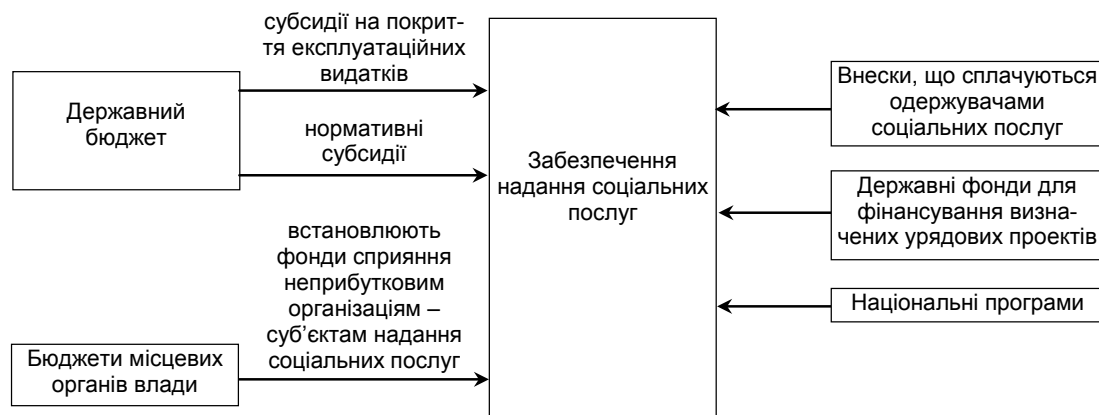 субсидії на покрит-
тя експлуатаційних
видатків
Державний
бюджет
нормативні
субсидії
встановлюють
фонди сприяння
неприбутковим
організаціям –
суб’єктам надання
соціальних послуг
Бюджети місцевих
органів влади
Забезпечення
надання соціальних
послуг
Внески, що сплачуються
одержувачами
соціальних послуг
Державні фонди для
фінансування визна-
чених урядових проектів
Національні програми